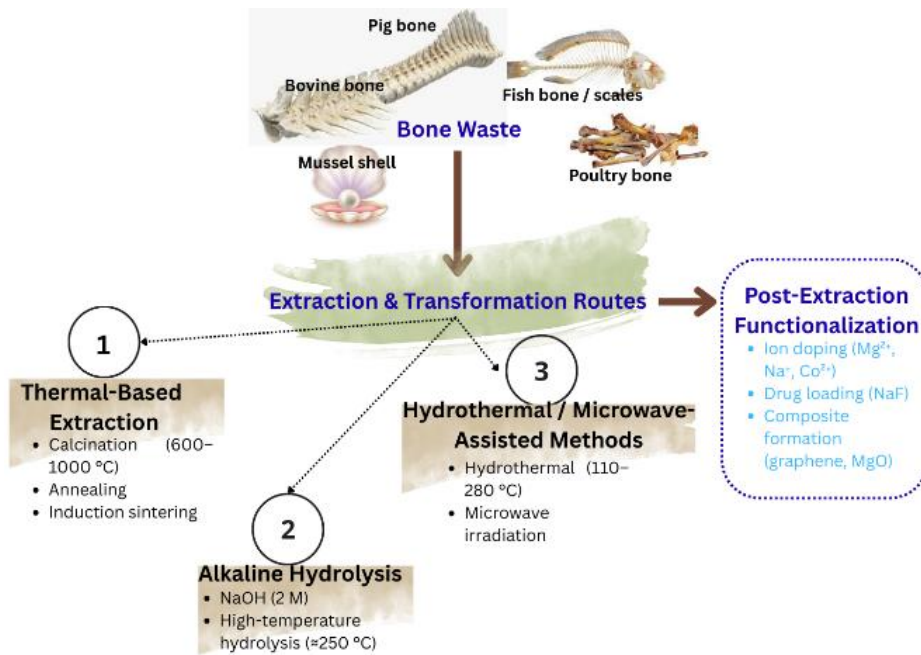 Pig bone
Bovine bone
Fish bone / scales
Bone Waste
Mussel shell
Poultry bone
Extraction & Transformation Routes
Post-Extraction
Functionalization
• Ion doping (Mg²⁺,
Na⁺, Co²⁺)
• Drug loading (NaF)
• Composite
formation
(graphene, MgO)
1
Thermal-Based
Extraction
• Calcination (600–
1000 °C)
• Annealing
• Induction sintering
3
Hydrothermal / Microwave-
Assisted Methods
• Hydrothermal (110–
280 °C)
• Microwave
irradiation
2
Alkaline Hydrolysis
• NaOH (2 M)
• High-temperature
hydrolysis (≈250 °C)